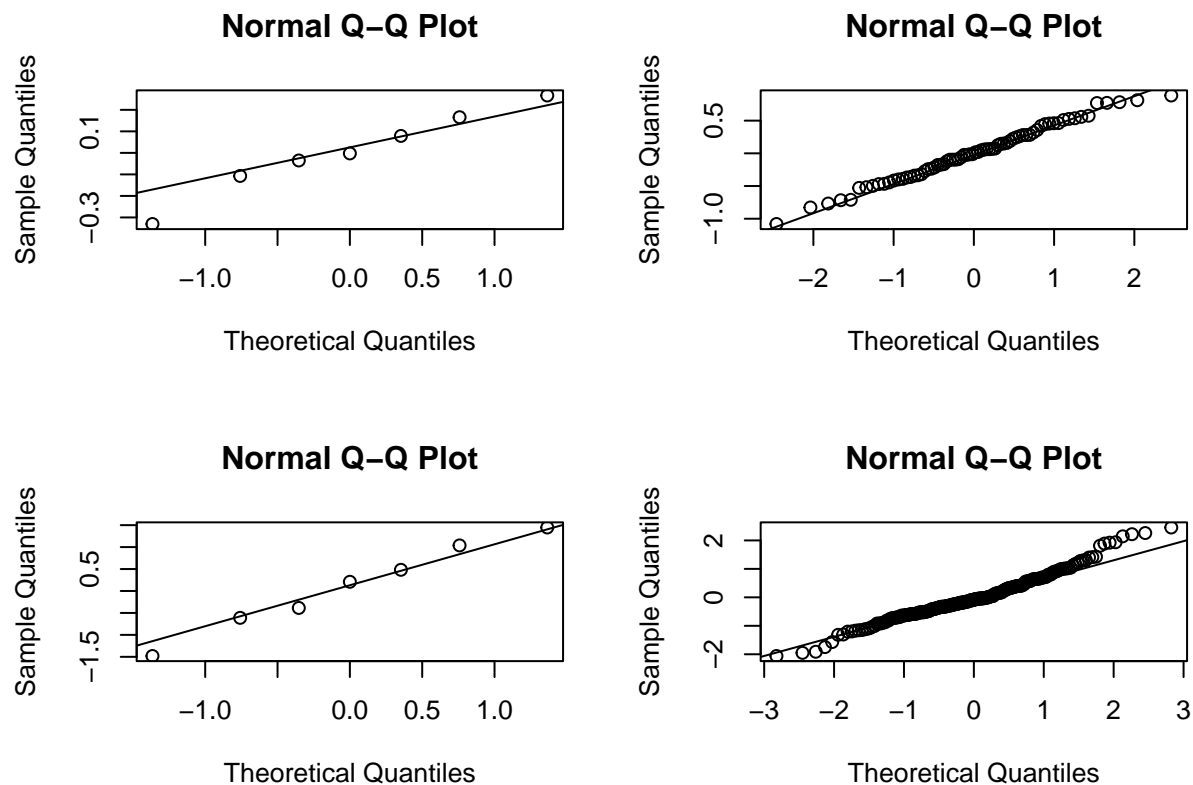 Normal Q−Q Plot
Sample Quantiles
0.1
−0.3
−1.0 0.0 0.5 1.0
Theoretical Quantiles
Normal Q−Q Plot
Sample Quantiles
0.5
−1.0
−2 −1 0 1 2
Theoretical Quantiles
Normal Q−Q Plot
Sample Quantiles
0.5
−1.5
−1.0 0.0 0.5 1.0
Theoretical Quantiles
Normal Q−Q Plot
Sample Quantiles
2
0
−2
−3 −2 −1 0 1 2 3
Theoretical Quantiles